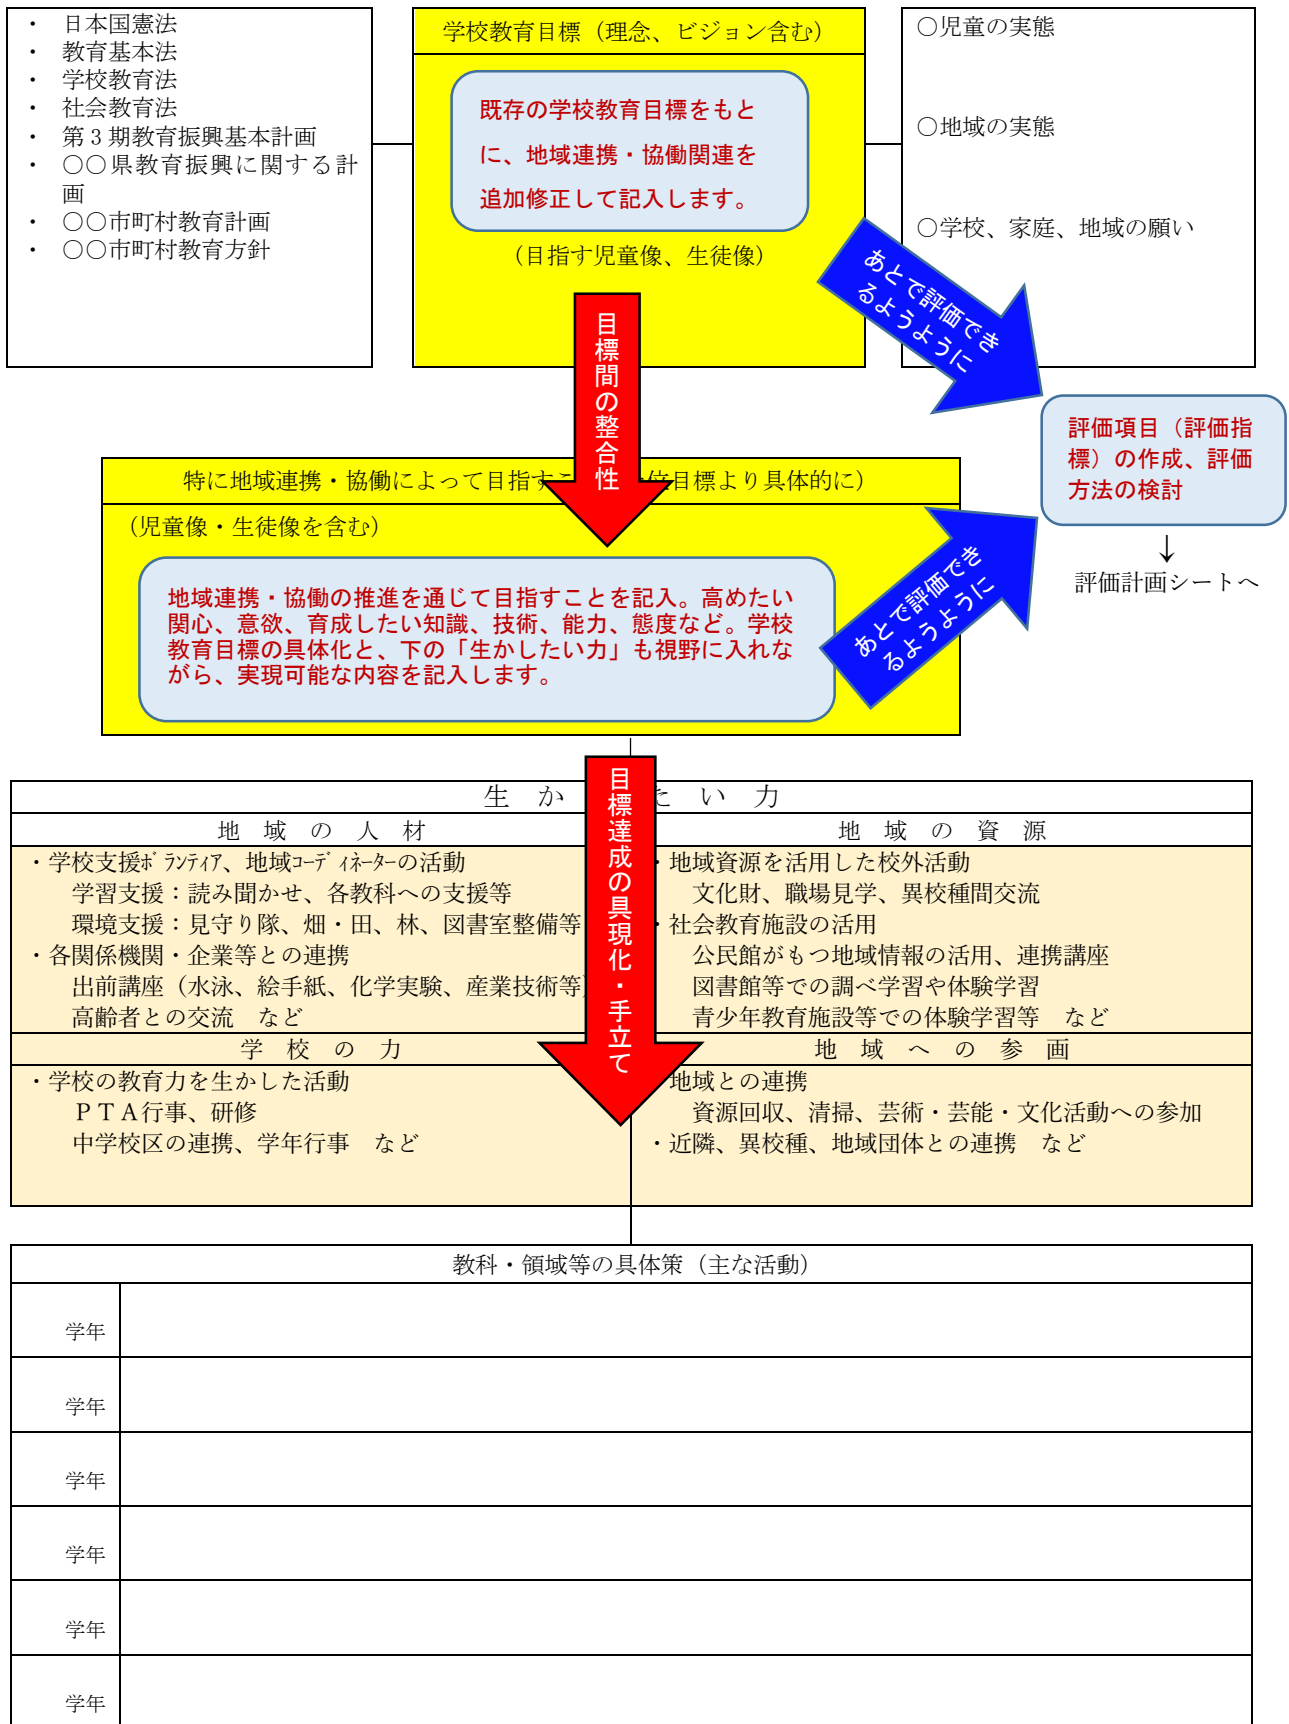 ・ 日本国憲法
・ 教育基本法
・ 学校教育法
・ 社会教育法
・ 第３期教育振興基本計画
・ 〇〇県教育振興に関する計
画
・ 〇〇市町村教育計画
・ 〇〇市町村教育方針
学校教育目標（理念、ビジョン含む）
既存の学校教育目標をもと
に、地域連携・協働関連を
追加修正して記入します。
（目指す児童像、生徒像）
〇児童の実態
〇地域の実態
〇学校、家庭、地域の願い
あとで評価でき
るようように
目標間の整合性
評価項目（評価指
標）の作成、評価
方法の検討
↓
評価計画シートへ
特に地域連携・協働によって目指す 位目標より具体的に）
（児童像・生徒像を含む）
地域連携・協働の推進を通じて目指すことを記入。高めたい
関心、意欲、育成したい知識、技術、能力、態度など。学校
教育目標の具体化と、下の「生かしたい力」も視野に入れな
がら、実現可能な内容を記入します。
あとで評価でき
るようように
目標達成の具現化・手立て
生 か た い 力
地 域 の 人 材
・学校支援ﾎﾞﾗﾝﾃｨｱ、地域ｺｰﾃﾞｨﾈｰﾀｰの活動
学習支援：読み聞かせ、各教科への支援等
環境支援：見守り隊、畑・田、林、図書室整備等
・各関係機関・企業等との連携
出前講座（水泳、絵手紙、化学実験、産業技術等）
高齢者との交流　など
地 域 の 資 源
・地域資源を活用した校外活動
文化財、職場見学、異校種間交流
・社会教育施設の活用
公民館がもつ地域情報の活用、連携講座
図書館等での調べ学習や体験学習
青少年教育施設等での体験学習等　など
学 校 の 力
・学校の教育力を生かした活動
ＰＴＡ行事、研修
中学校区の連携、学年行事　など
地 域 へ の 参 画
地域との連携
資源回収、清掃、芸術・芸能・文化活動への参加
・近隣、異校種、地域団体との連携　など
教科・領域等の具体策（主な活動）
学年
学年
学年
学年
学年
学年